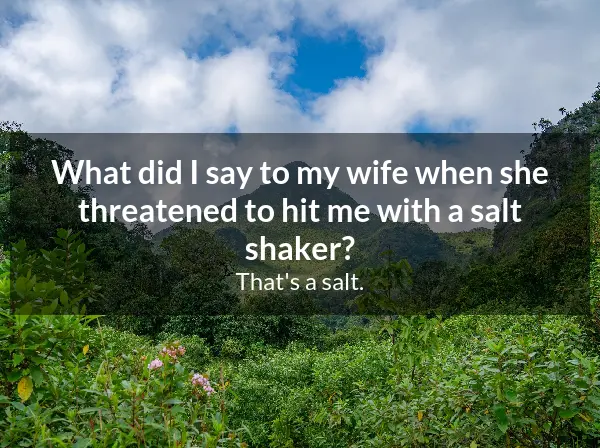 What did I say to my wife when she
threatened to hit me with a salt
shaker?
That's a salt.